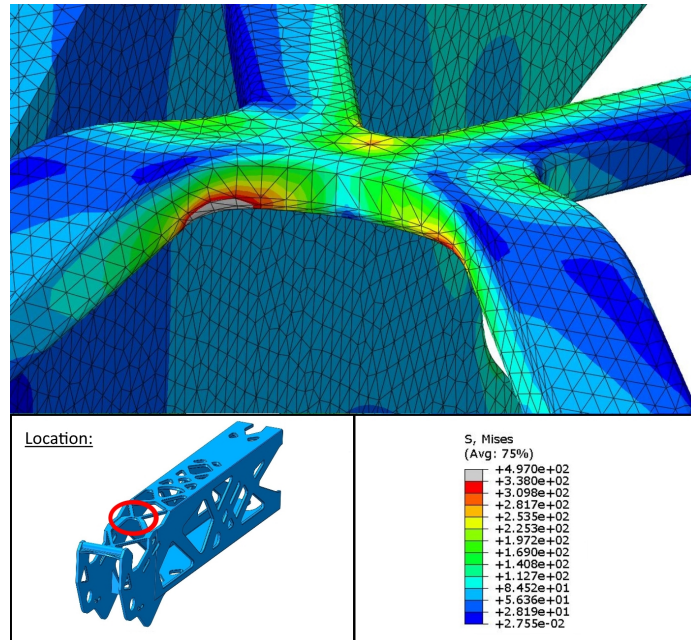 Location:
S, Mises
(Avg: 75%)
+4.970e+02
+3.380e+02
+3.098e+02
+2.817e+02
+2.535e+02
+2.253e+02
+1.972e+02
+1.690e+02
+1.408e+02
+1.127e+02
+8.452e+01
+5.636e+01
+2.819e+01
+2.755e-02